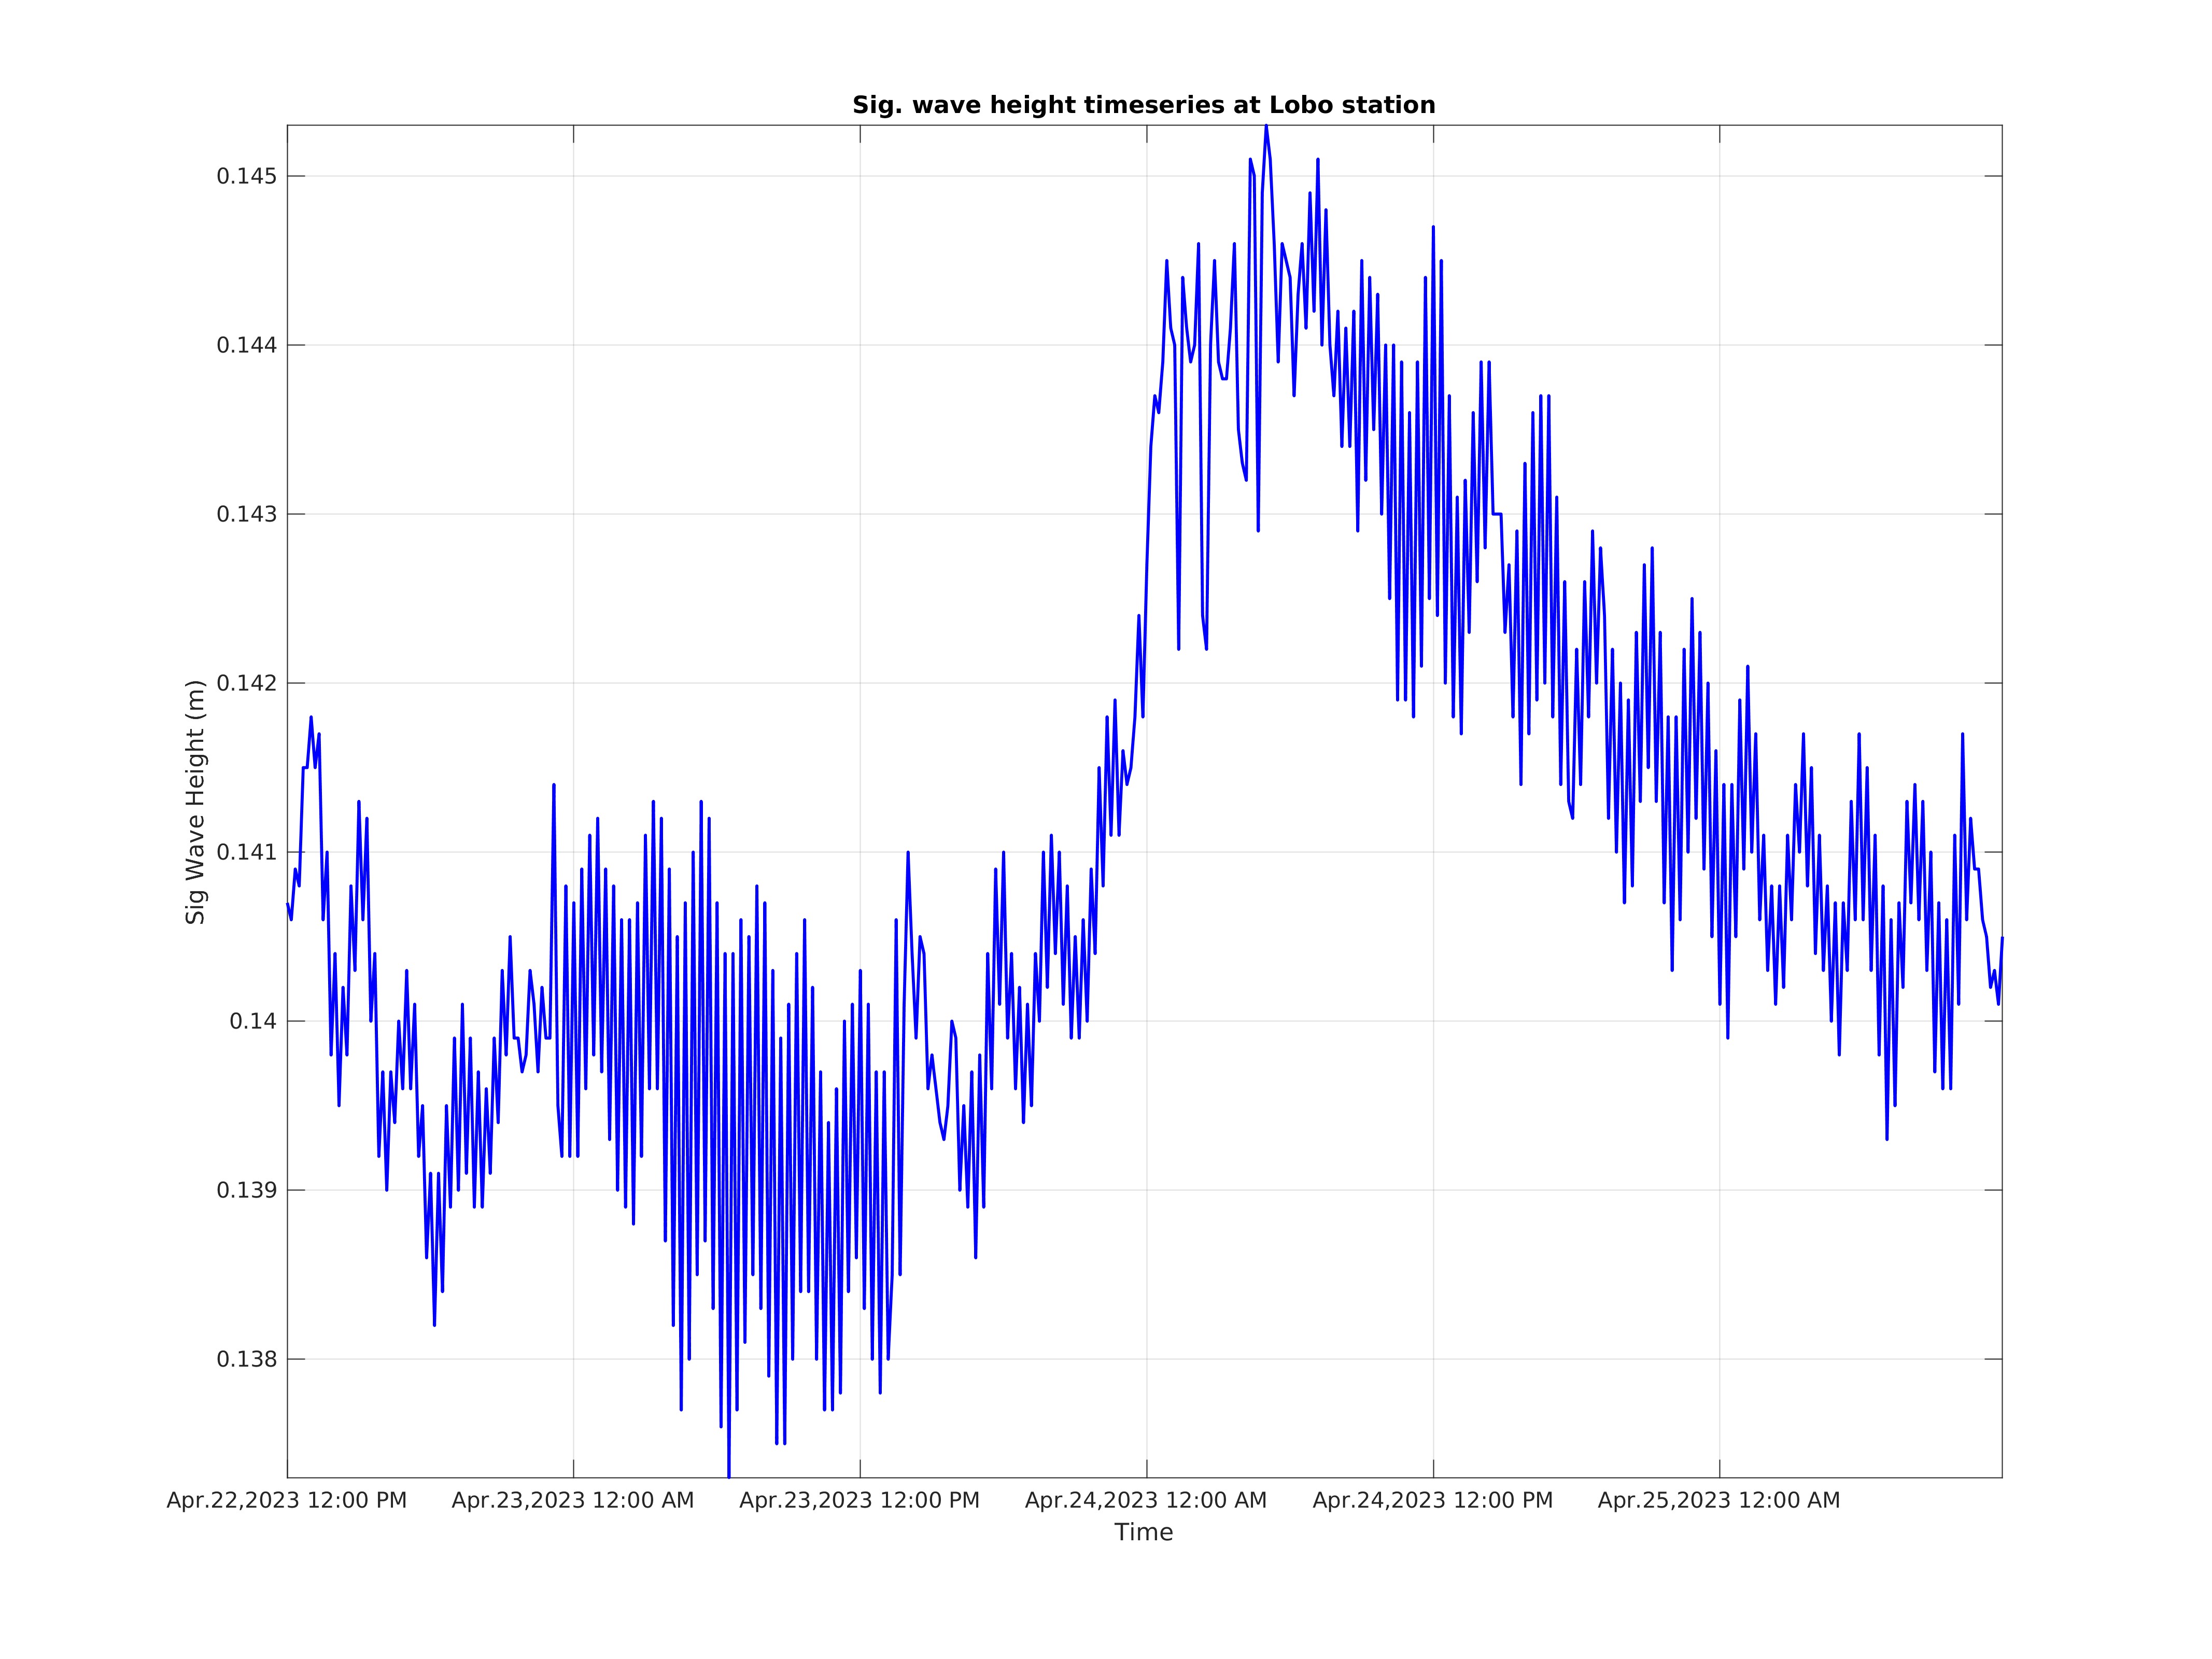 Sig. wave height timeseries at Lobo station
0.145
0.144
0.143
0.142
0.141
0.14
0.139
0.138
Sig Wave Height (m)
Apr.22,2023 12:00 PM Apr.23,2023 12:00 AM Apr.23,2023 12:00 PM Apr.24,2023 12:00 AM Apr.24,2023 12:00 PM Apr.25,2023 12:00 AM
Time